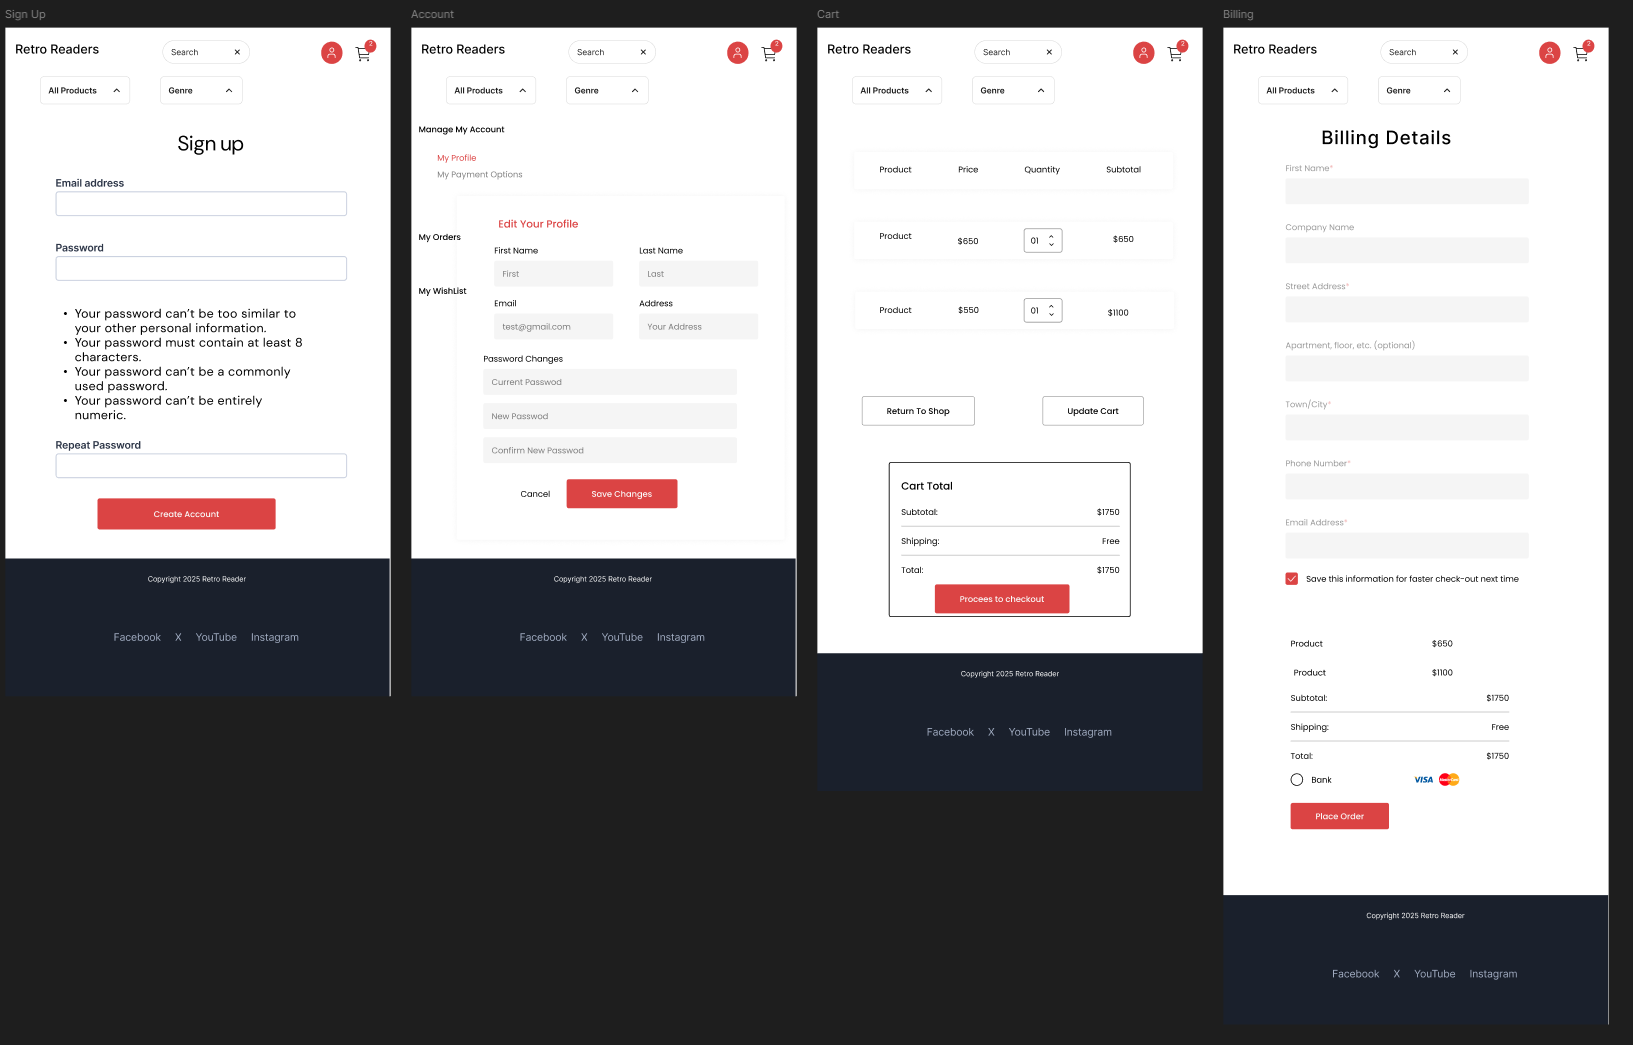 Sign Up
Retro Readers
Search
2
All Products
Genre
Sign up
Email address
Password
• Your password can't be too similar to
your other personal information.
• Your password must contain at least 8
characters.
• Your password can't be a commonly
used password.
• Your password can't be entirely
numeric.
Repeat Password
Create Account
Copyright 2025 Retro Reader
Facebook X YouTube Instagram
Account
Retro Readers
Search
2
All Products
Genre
Manage My Account
My Profile
My Payment Options
My Orders
My WishList
Edit Your Profile
First Name Last Name
First Last
Email Address
test@gmail.com Your Address
Password Changes
Current Passwod
New Passwod
Confirm New Passwod
Cancel Save Changes
Copyright 2025 Retro Reader
Facebook X YouTube Instagram
Cart
Retro Readers
Search
2
All Products
Genre
Product Price Quantity Subtotal
Product $650 01 $650
Product $550 01 $1100
Return To Shop Update Cart
Cart Total
Subtotal: $1750
Shipping: Free
Total: $1750
Procees to checkout
Copyright 2025 Retro Reader
Facebook X YouTube Instagram
Billing
Retro Readers
Search
2
All Products
Genre
Billing Details
First Name*
Company Name
Street Address*
Apartment, floor, etc. (optional)
Town/City*
Phone Number*
Email Address*
Save this information for faster check-out next time
Product $650
Product $1100
Subtotal: $1750
Shipping: Free
Total: $1750
Bank VISA MasterCard
Place Order
Copyright 2025 Retro Reader
Facebook X YouTube Instagram